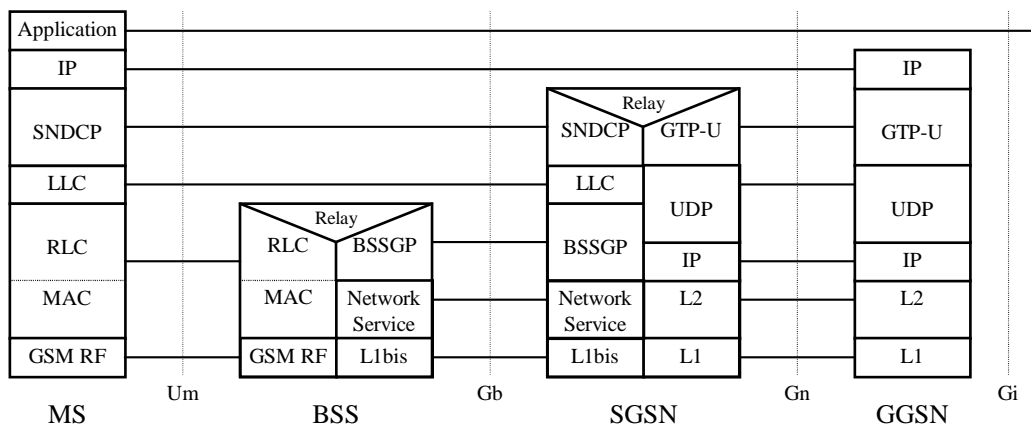 Application
IP
IP
Relay
SNDCP
SNDCP
GTP-U
GTP-U
LLC
LLC
UDP
UDP
Relay
RLC
RLC
BSSGP
BSSGP
IP
IP
MAC
MAC
Network
Service
Network
Service
L2
L2
GSM RF
GSM RF
L1bis
L1bis
L1
L1
Um
Gb
Gn
Gi
MS
BSS
SGSN
GGSN